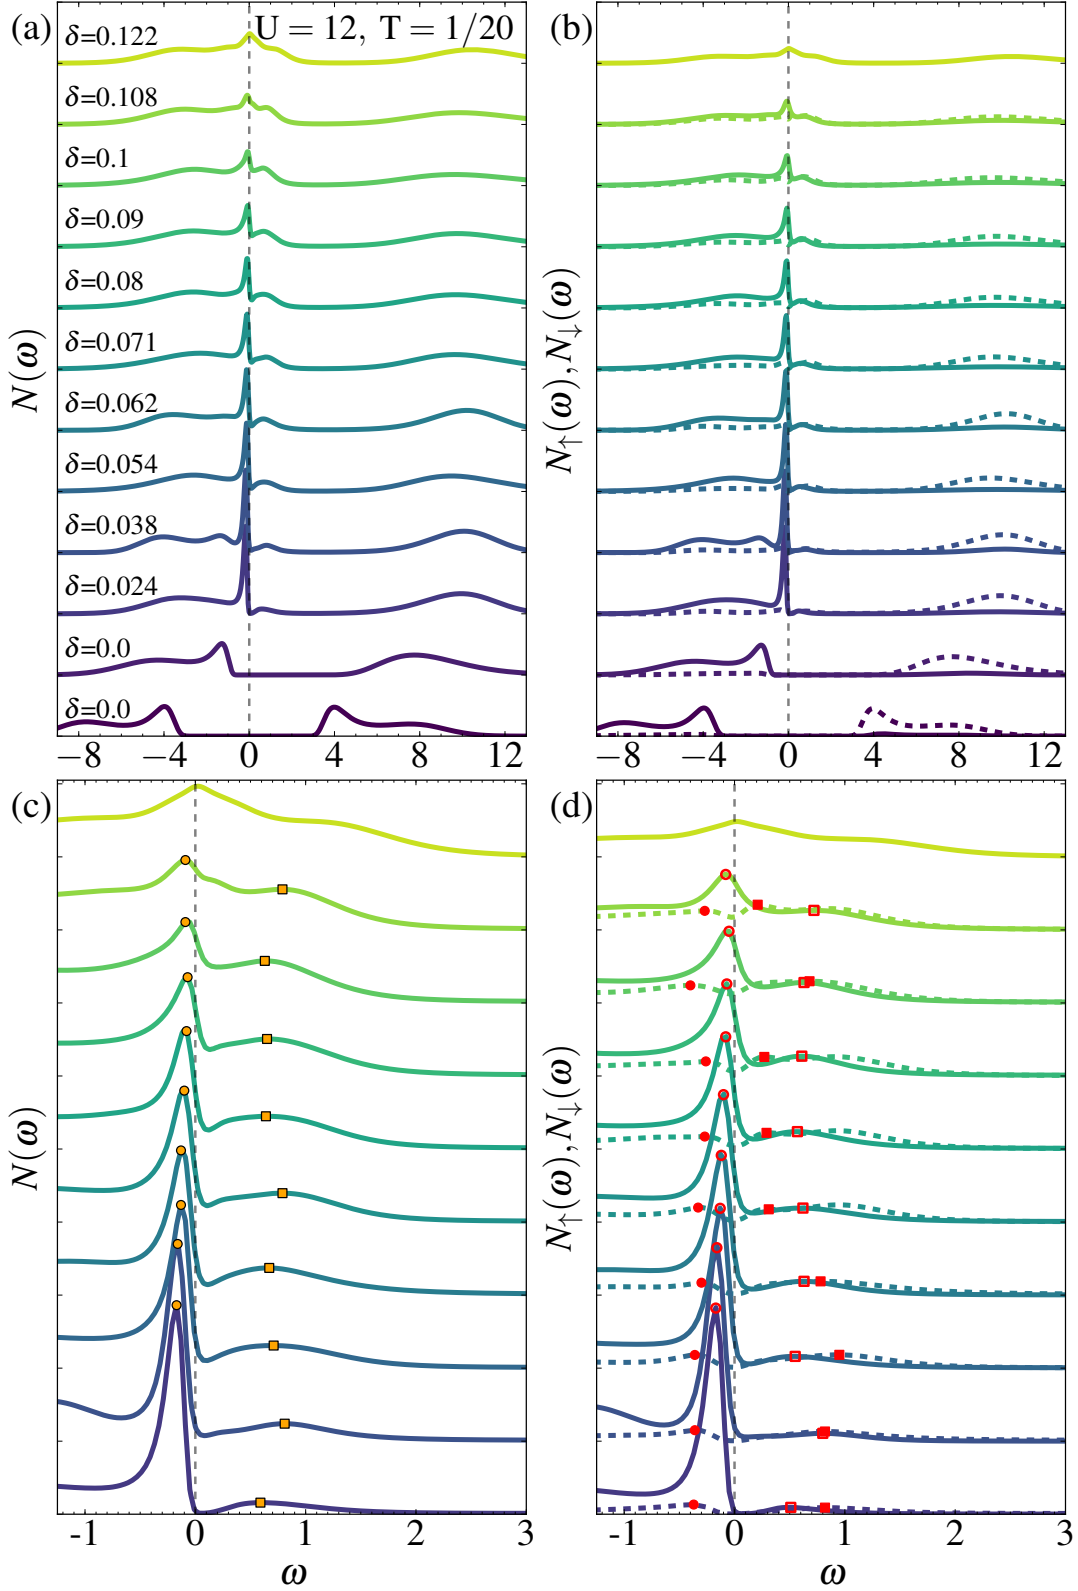 (a)
U = 12, T = 1/20
δ=0.122
δ=0.108
δ=0.1
δ=0.09
δ=0.08
δ=0.071
δ=0.062
δ=0.054
δ=0.038
δ=0.024
δ=0.0
δ=0.0
N(ω)
−8 −4 0 4 8 12
(b)
N↑(ω), N↓(ω)
−8 −4 0 4 8 12
(c)
N(ω)
-1 0 1 2 3
ω
(d)
N↑(ω), N↓(ω)
-1 0 1 2 3
ω